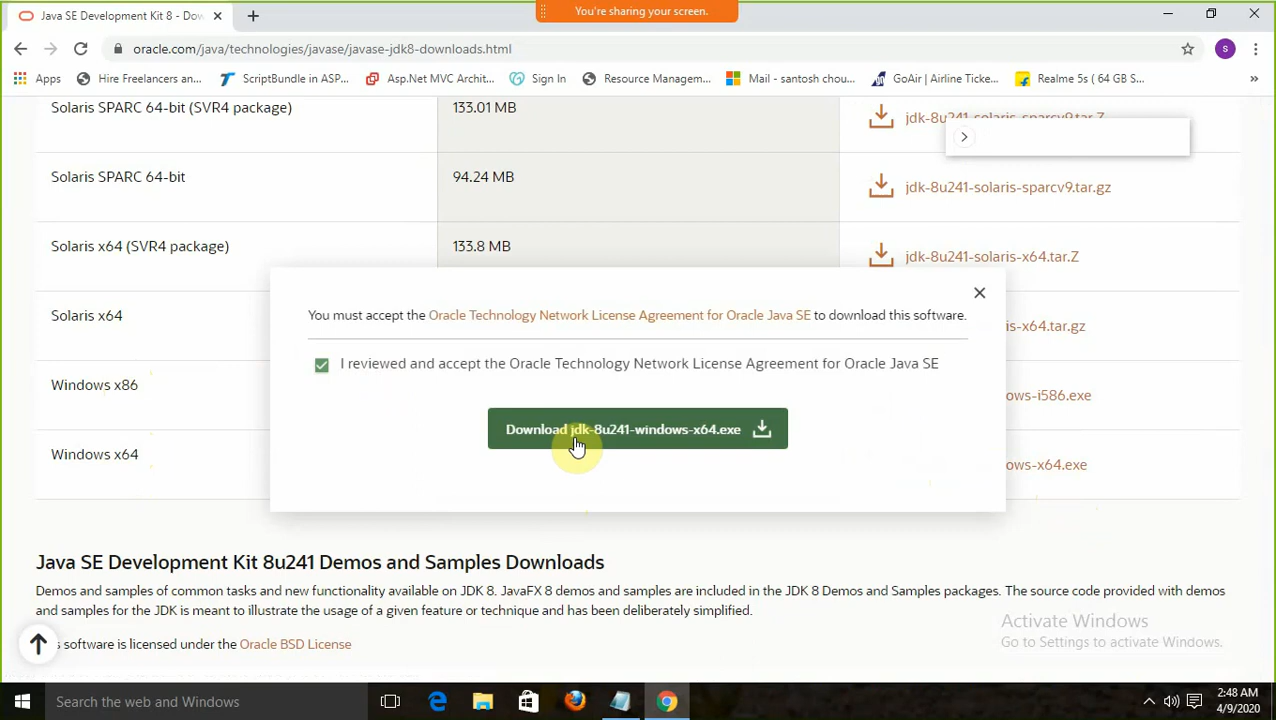 Java SE Development Kit 8 - Dow
You're sharing your screen.
oracle.com/java/technologies/javase/javase-jdk8-downloads.html
s
Apps
Hire Freelancers an...
ScriptBundle in ASP...
Asp.Net MVC Archit...
Sign In
Resource Managem...
Mail - santosh chou...
GoAir | Airline Ticke...
Realme 5s ( 64 GB S...
Solaris SPARC 64-bit (SVR4 package) 133.01 MB jdk-8u241-solaris-sparcv9.tar.Z
Solaris SPARC 64-bit 94.24 MB jdk-8u241-solaris-sparcv9.tar.gz
Solaris x64 (SVR4 package) 133.8 MB jdk-8u241-solaris-x64.tar.Z
Solaris x64 s-x64.tar.gz
Windows x86 ows-i586.exe
Windows x64 ows-x64.exe
You must accept the Oracle Technology Network License Agreement for Oracle Java SE to download this software.
I reviewed and accept the Oracle Technology Network License Agreement for Oracle Java SE
Download jdk-8u241-windows-x64.exe
Java SE Development Kit 8u241 Demos and Samples Downloads
Demos and samples of common tasks and new functionality available on JDK 8. JavaFX 8 demos and samples are included in the JDK 8 Demos and Samples packages. The source code provided with demos
and samples for the JDK is meant to illustrate the usage of a given feature or technique and has been deliberately simplified.
s software is licensed under the Oracle BSD License
Activate Windows
Go to Settings to activate Windows.
Search the web and Windows
2:48 AM
4/9/2020